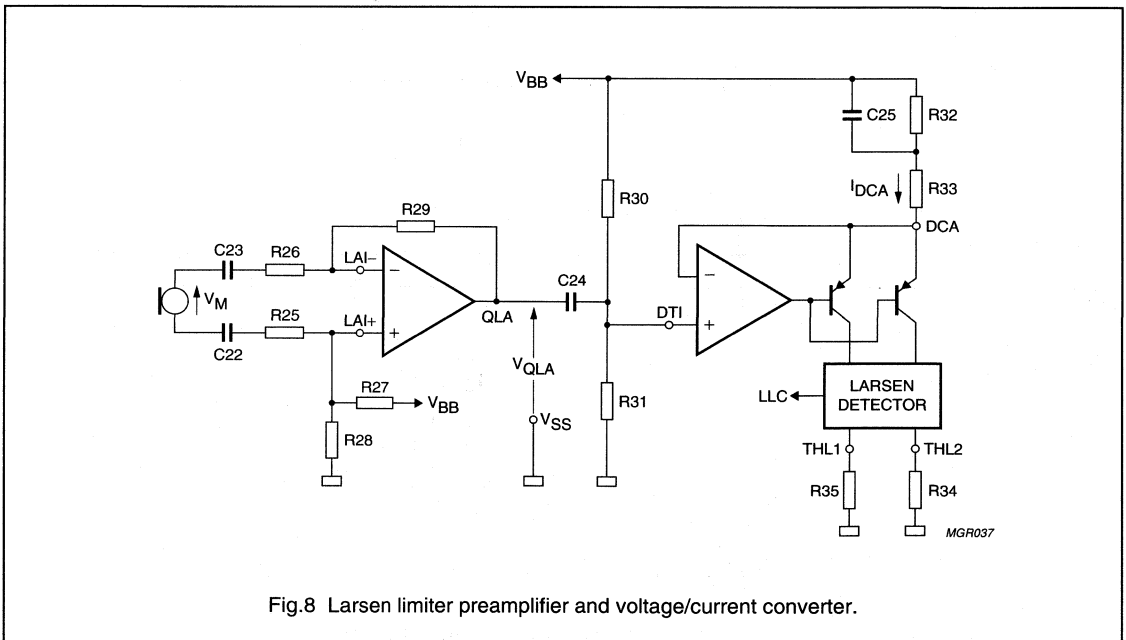 VBB
C25
R32
IDCA
R33
R30
DCA
R29
C23
R26
LAI−
−
VM
C24
−
QLA
DTI
+
R25
LAI+
+
C22
VQLA
R27
VBB
LLC
LARSEN
DETECTOR
R31
VSS
R28
THL1
THL2
R35
R34
MGR037
Fig.8 Larsen limiter preamplifier and voltage/current converter.